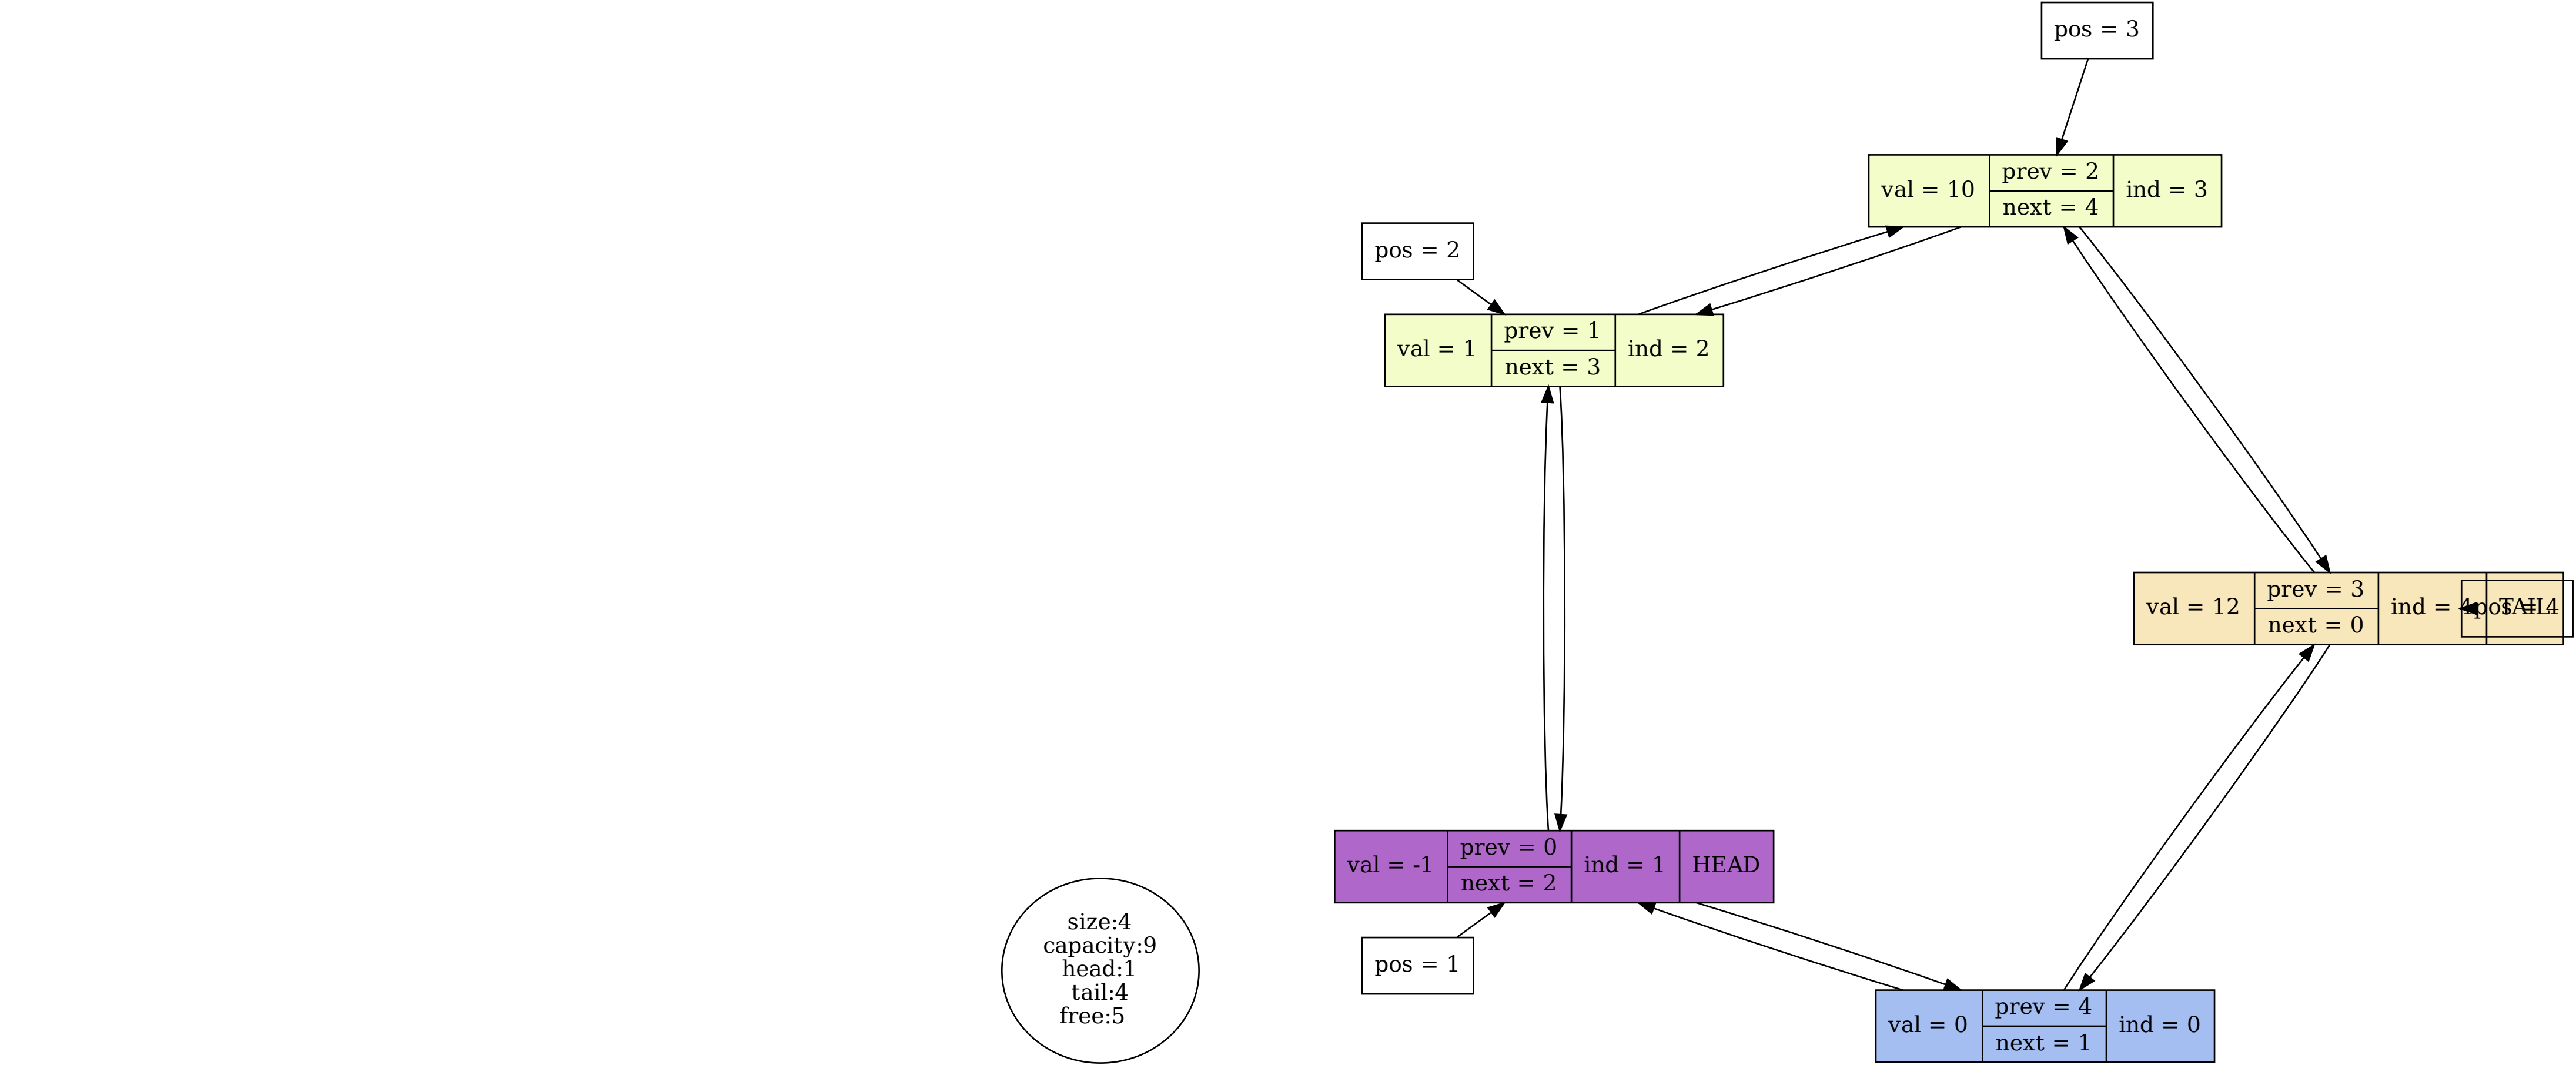 pos = 3
val = 10
prev = 2
next = 4
ind = 3
pos = 2
val = 1
prev = 1
next = 3
ind = 2
val = 12
prev = 3
next = 0
ind = 4
TAIL
pos = 4
val = -1
prev = 0
next = 2
ind = 1
HEAD
pos = 1
size:4
capacity:9
head:1
tail:4
free:5
val = 0
prev = 4
next = 1
ind = 0